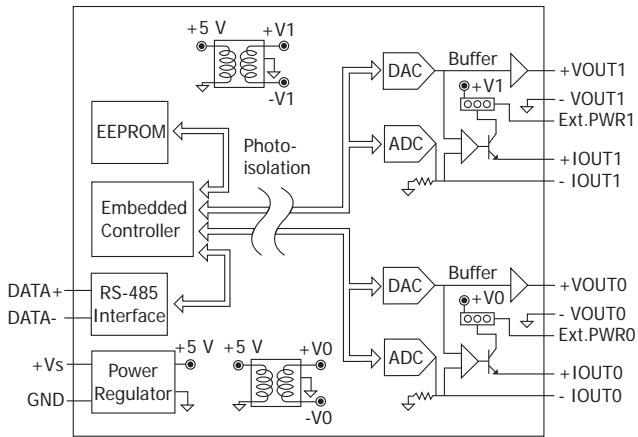 +5 V
+V1
-V1
DAC
Buffer
+VOUT1
+V1
- VOUT1
Ext.PWR1
EEPROM
Photo-
isolation
ADC
+IOUT1
- IOUT1
Embedded
Controller
DAC
Buffer
+VOUT0
DATA+
DATA-
RS-485
Interface
+V0
- VOUT0
Ext.PWR0
+Vs
GND
Power
Regulator
+5 V
+5 V
+V0
-V0
ADC
+IOUT0
- IOUT0